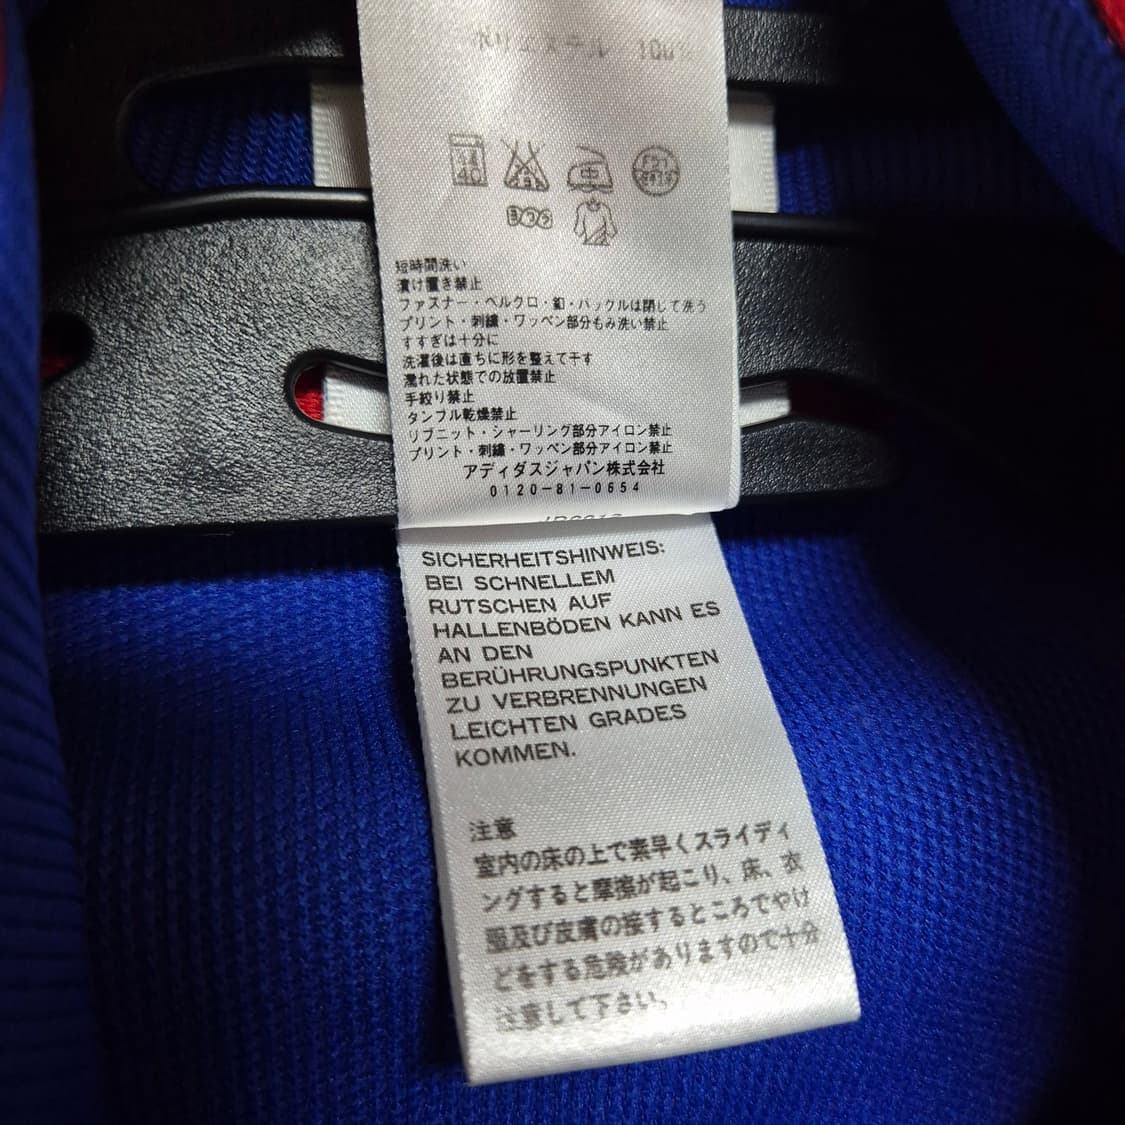 ポリエステル 100%
40
中
ヨワク
短時間洗い
漬け置き禁止
ファスナー・ベルクロ・釦・バックルは閉じて洗う
プリント・刺繍・ワッペン部分もみ洗い禁止
すすぎは十分に
洗濯後は直ちに形を整えて干す
濡れた状態での放置禁止
手絞り禁止
タンブル乾燥禁止
リブニット・シャーリング部分アイロン禁止
プリント・刺繍・ワッペン部分アイロン禁止
アディダスジャパン株式会社
0120-81-0654
SICHERHEITSHINWEIS:
BEI SCHNELLEM
RUTSCHEN AUF
HALLENBÖDEN KANN ES
AN DEN
BERÜHRUNGSPUNKTEN
ZU VERBRENNUNGEN
LEICHTEN GRADES
KOMMEN.
注意
室内の床の上で素早くスライディ
ングすると摩擦が起こり、床、衣
服及び皮膚の接するところでやけ
どをする危険がありますので十分
注意して下さい。